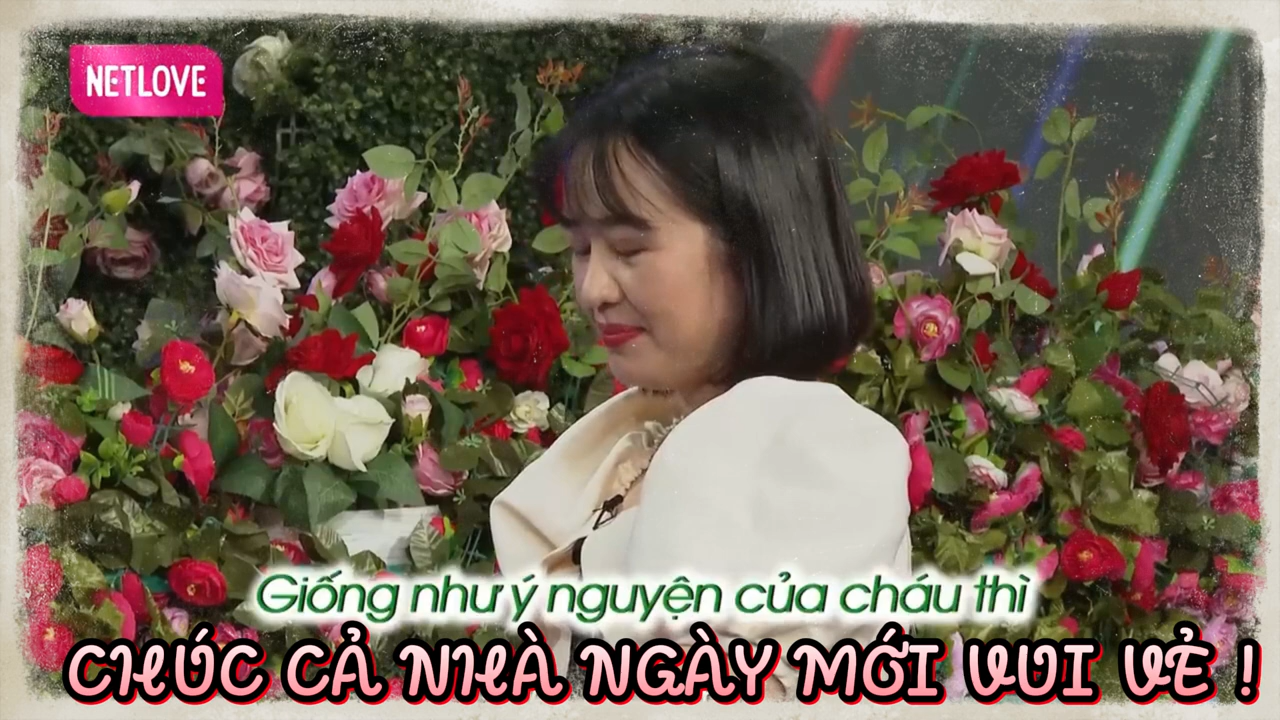 NETLOVE
Giống như ý nguyện của cháu thì
CHÚC CẢ NHÀ NGÀY MỚI VUI VẺ !